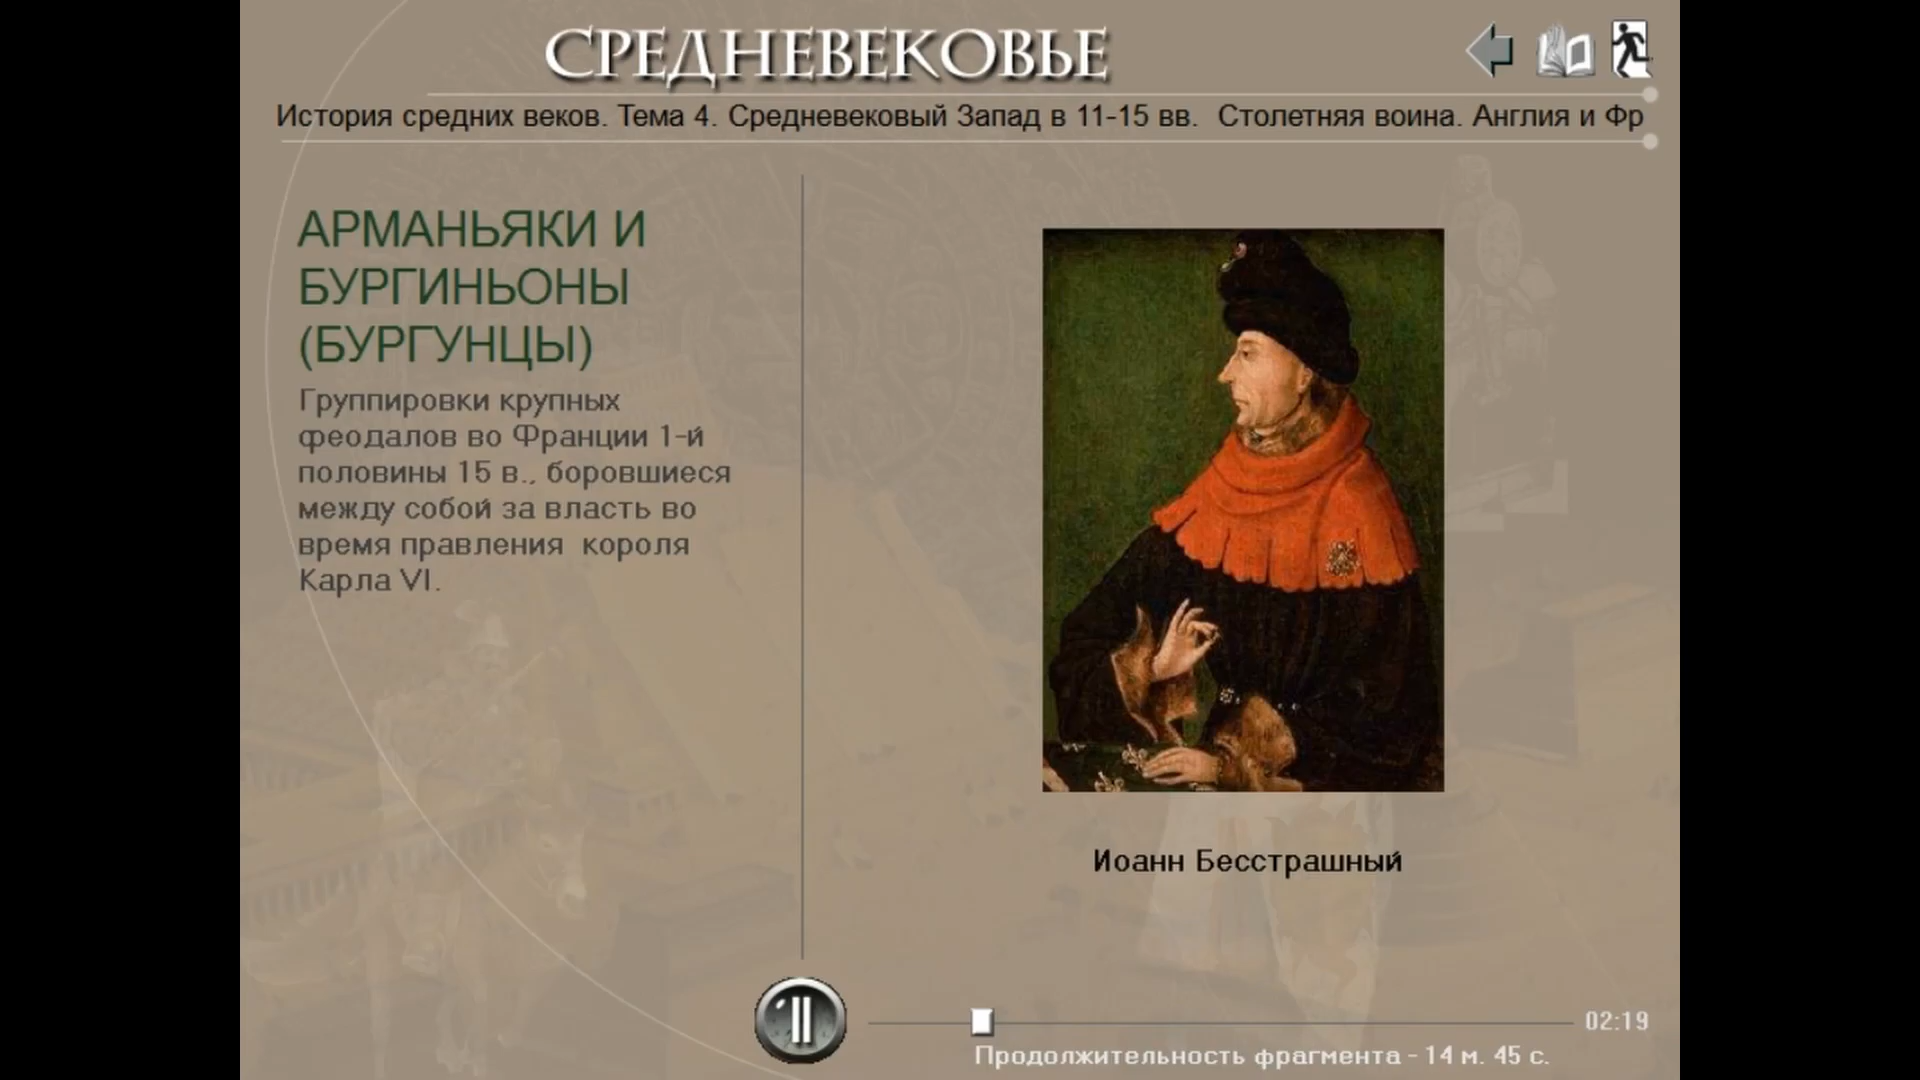 СРЕДНЕВЕКОВЬЕ
История средних веков. Тема 4. Средневековый Запад в 11-15 вв.  Столетняя воина. Англия и Фр
АРМАНЬЯКИ И
БУРГИНЬОНЫ
(БУРГУНЦЫ)
Группировки крупных
феодалов во Франции 1-й
половины 15 в., боровшиеся
между собой за власть во
время правления  короля
Карла VI.
Иоанн Бесстрашный
02:19
Продолжительность фрагмента - 14 м. 45 с.